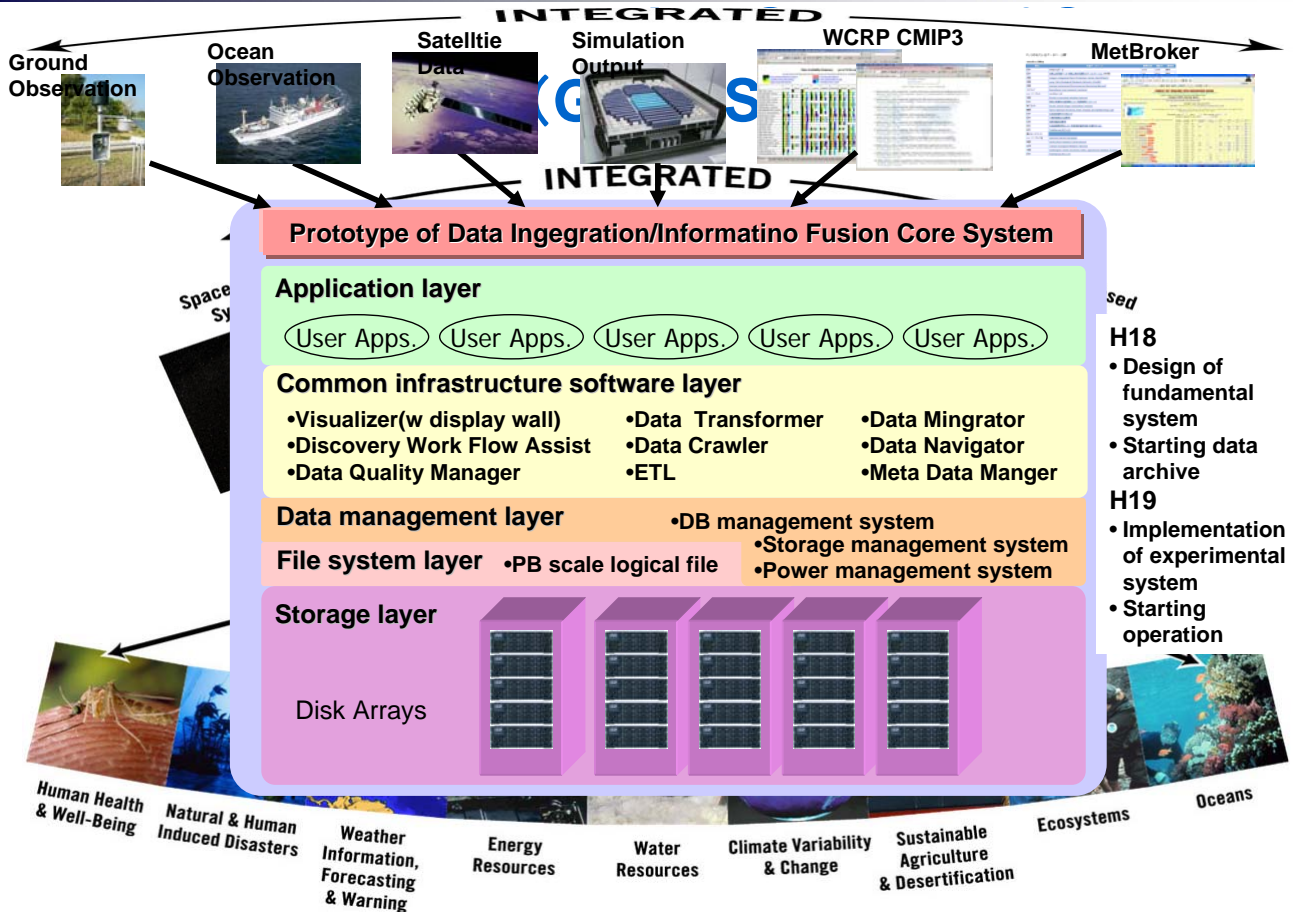 INTEGRATED
Ground
Observation
Ocean
Observation
Satelltie
Data
Simulation
Output
WCRP CMIP3
MetBroker
(G
S
INTEGRATED
Prototype of Data Ingegration/Informatino Fusion Core System
Space
Sy
sed
Application layer
User Apps. User Apps. User Apps. User Apps. User Apps.
Common infrastructure software layer
•Visualizer(w display wall)
•Discovery Work Flow Assist
•Data Quality Manager
•Data Transformer
•Data Crawler
•ETL
•Data Mingrator
•Data Navigator
•Meta Data Manger
Data management layer
•DB management system
•Storage management system
•Power management system
File system layer •PB scale logical file
Storage layer
Disk Arrays
H18
• Design of
fundamental
system
• Starting data
archive
H19
• Implementation
of experimental
system
• Starting
operation
Human Health
& Well-Being
Natural & Human
Induced Disasters
Weather
Information,
Forecasting
& Warning
Energy
Resources
Water
Resources
Climate Variability
& Change
Sustainable
Agriculture
& Desertification
Ecosystems
Oceans